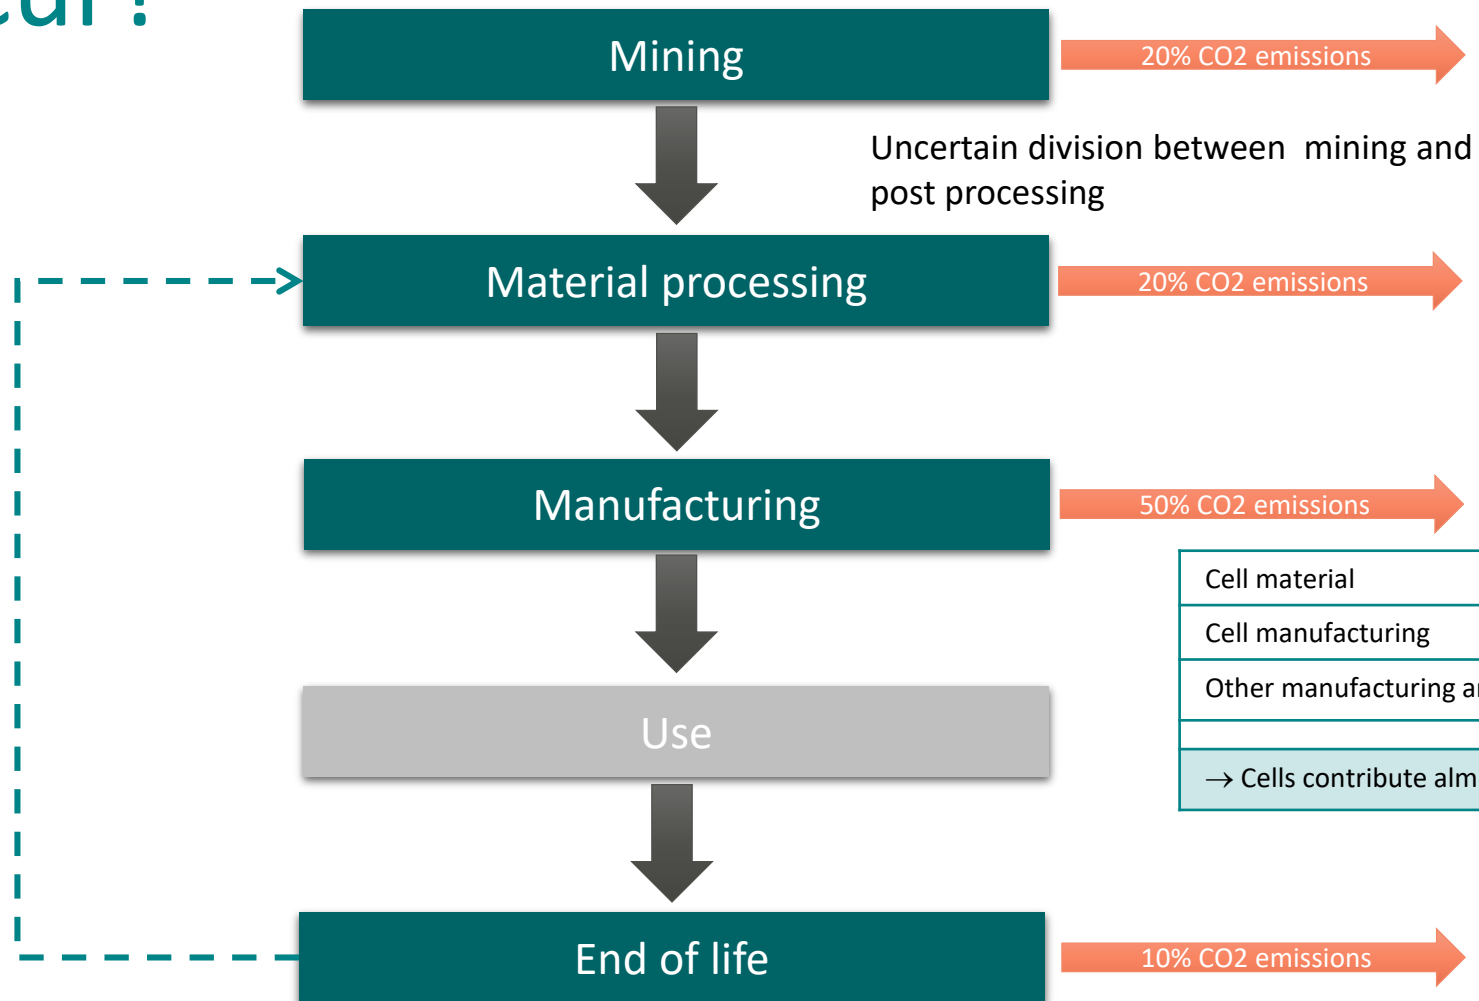 Mining
20% CO2 emissions
Uncertain division between mining and
post processing
Material processing
20% CO2 emissions
Manufacturing
50% CO2 emissions
Cell material
Cell manufacturing
Other manufacturing
Use
→ Cells contribute
End of life
10% CO2 emissions